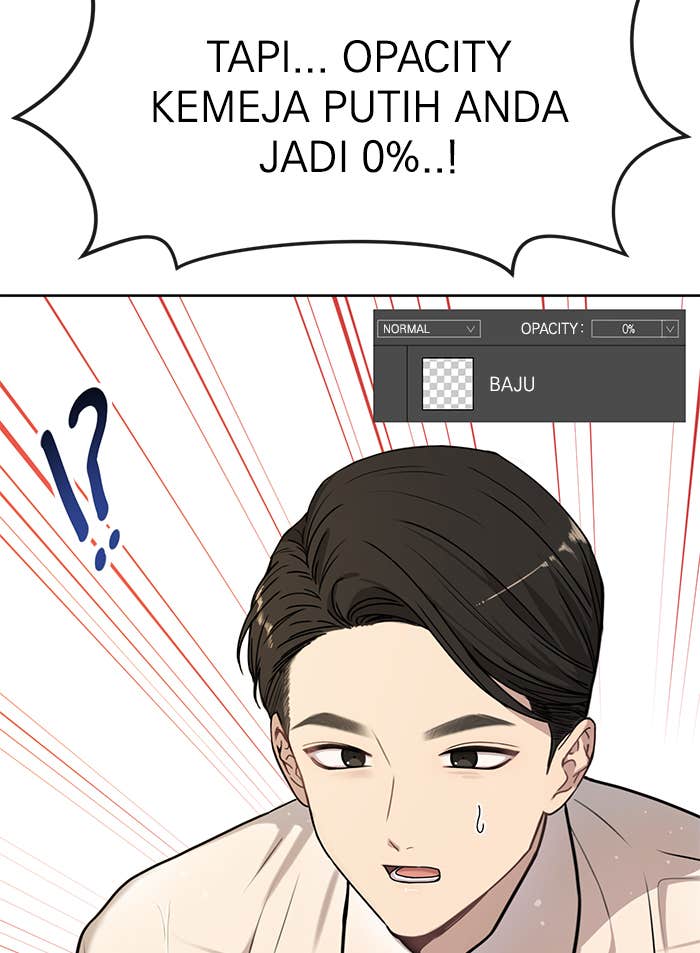 TAPI... OPACITY
KEMEJA PUTIH ANDA
JADI 0%..!
NORMAL OPACITY: 0%
BAJU
!?